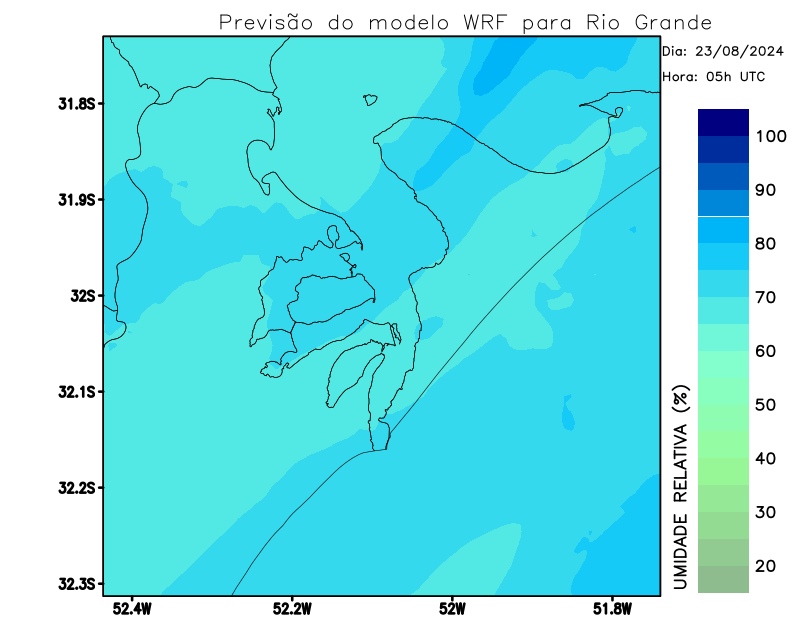 Previsão do modelo WRF para Rio Grande
Dia: 23/08/2024
Hora: 05h UTC
31.8S
31.9S
32S
32.1S
32.2S
32.3S
52.4W
52.2W
52W
51.8W
100
90
80
70
60
50
40
30
20
UMIDADE RELATIVA (%)